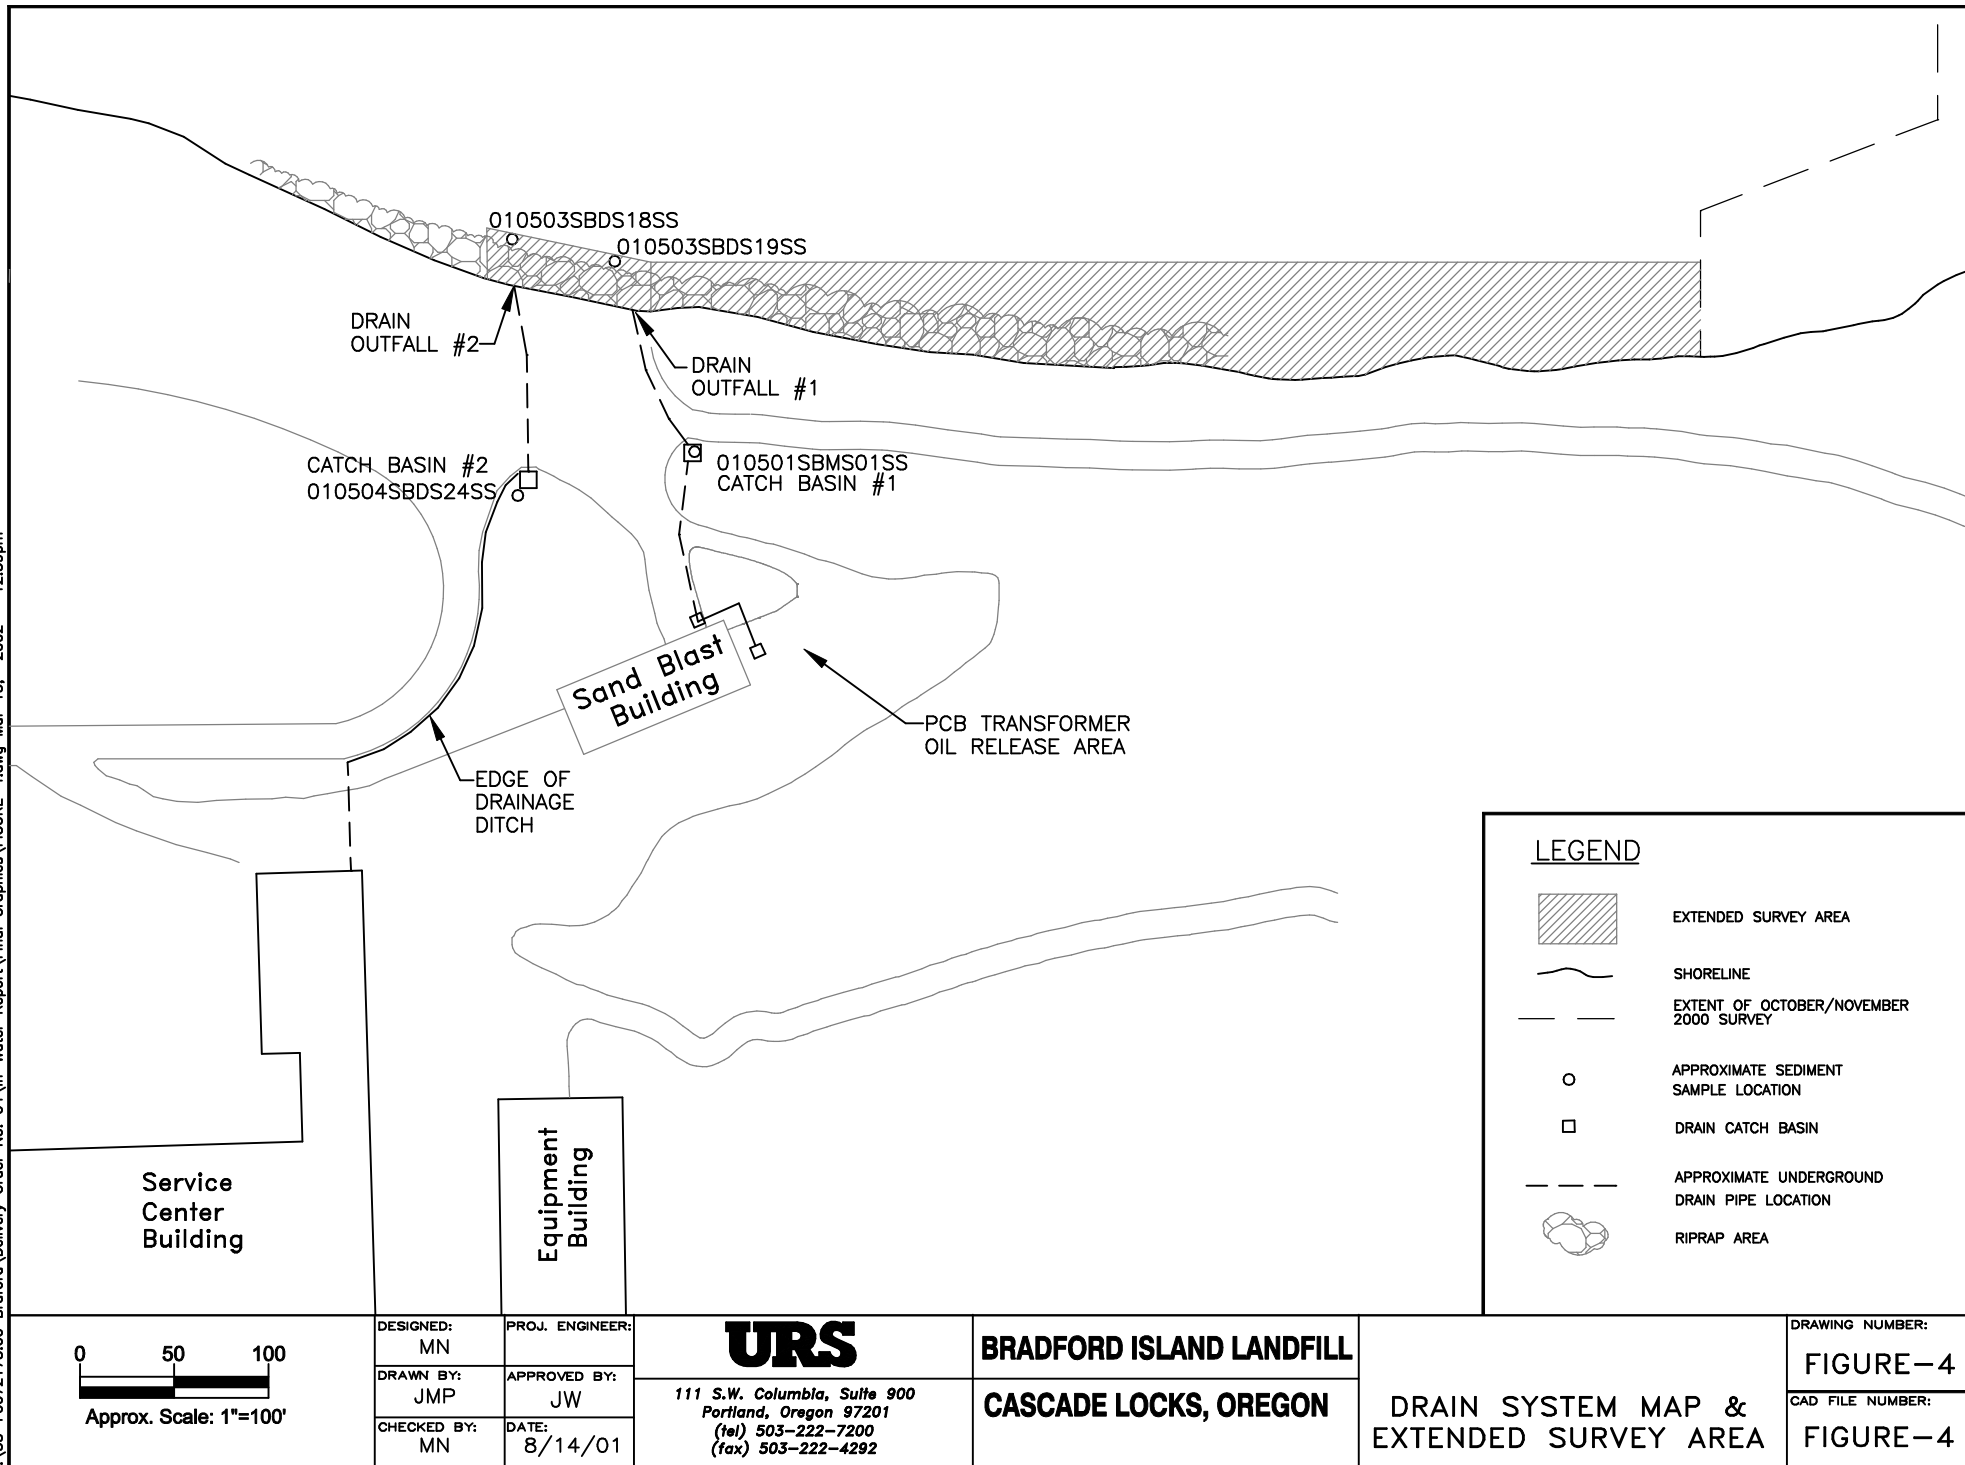 010503SBDS18SS
010503SBDS19SS
DRAIN
OUTFALL #2
DRAIN
OUTFALL #1
CATCH BASIN #2
010504SBDS24SS
010501SBMS01SS
CATCH BASIN #1
Sand Blast
Building
PCB TRANSFORMER
OIL RELEASE AREA
EDGE OF
DRAINAGE
DITCH
Service
Center
Building
Equipment
Building
LEGEND
EXTENDED SURVEY AREA
SHORELINE
EXTENT OF OCTOBER/NOVEMBER
2000 SURVEY
APPROXIMATE SEDIMENT
SAMPLE LOCATION
DRAIN CATCH BASIN
APPROXIMATE UNDERGROUND
DRAIN PIPE LOCATION
RIPRAP AREA
0 50 100
Approx. Scale: 1"=100'
DESIGNED:
MN
PROJ. ENGINEER:
DRAWN BY:
JMP
APPROVED BY:
JW
CHECKED BY:
MN
DATE:
8/14/01
URS
111 S.W. Columbia, Suite 900
Portland, Oregon 97201
(tel) 503-222-7200
(fax) 503-222-4292
BRADFORD ISLAND LANDFILL
CASCADE LOCKS, OREGON
DRAIN SYSTEM MAP &
EXTENDED SURVEY AREA
DRAWING NUMBER:
FIGURE-4
CAD FILE NUMBER:
FIGURE-4